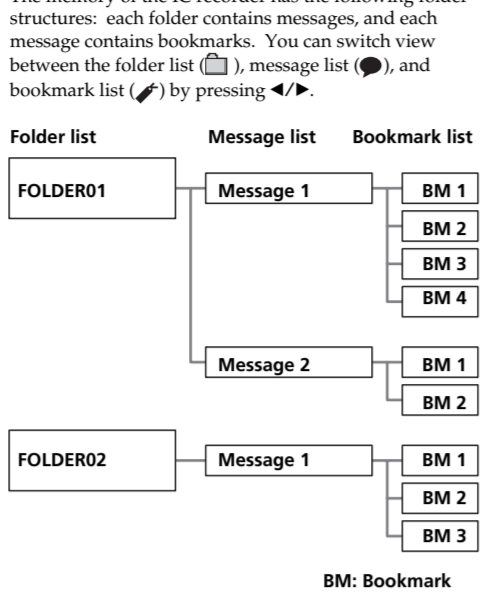 The memory of the IC recorder has the following folder
structures: each folder contains messages, and each
message contains bookmarks. You can switch view
between the folder list ( ), message list ( ), and
bookmark list ( ) by pressing ◀/▶.
Folder list Message list Bookmark list
FOLDER01 Message 1 BM 1
BM 2
BM 3
BM 4
Message 2 BM 1
BM 2
FOLDER02 Message 1 BM 1
BM 2
BM 3
BM: Bookmark